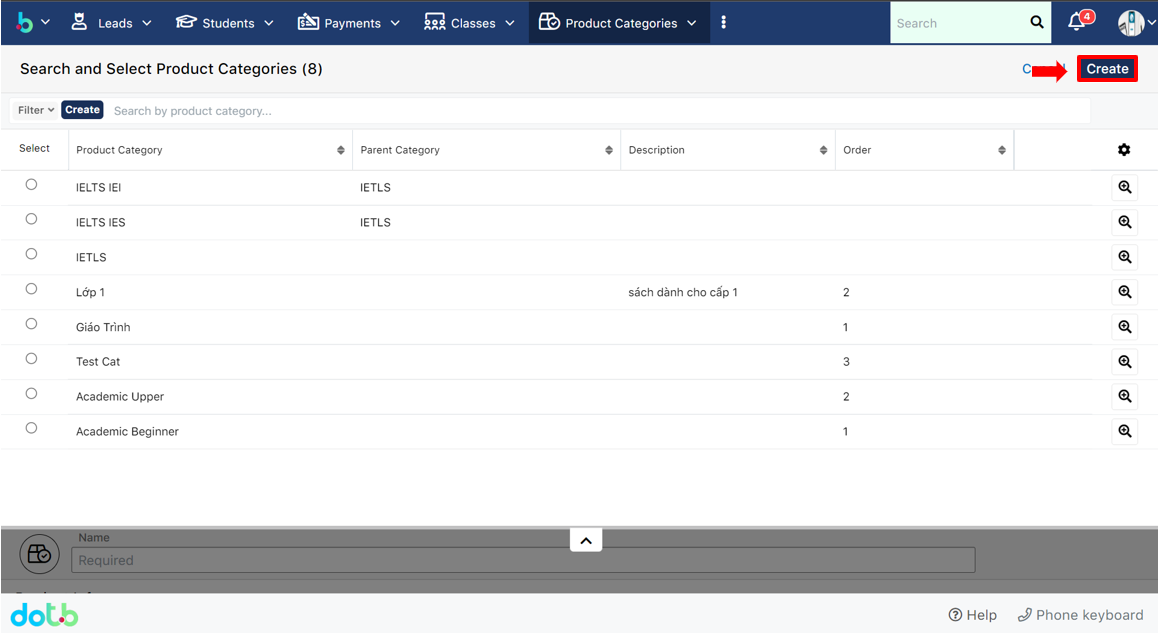 Leads Students Payments Classes Product Categories Search 4
Search and Select Product Categories (8) Create
Filter Create Search by product category...
Select Product Category Parent Category Description Order
IELTS IEI IETLS
IELTS IES IETLS
IETLS
Lớp 1 sách dành cho cấp 1 2
Giáo Trình 1
Test Cat 3
Academic Upper 2
Academic Beginner 1
Name
Required
dotb Help Phone keyboard